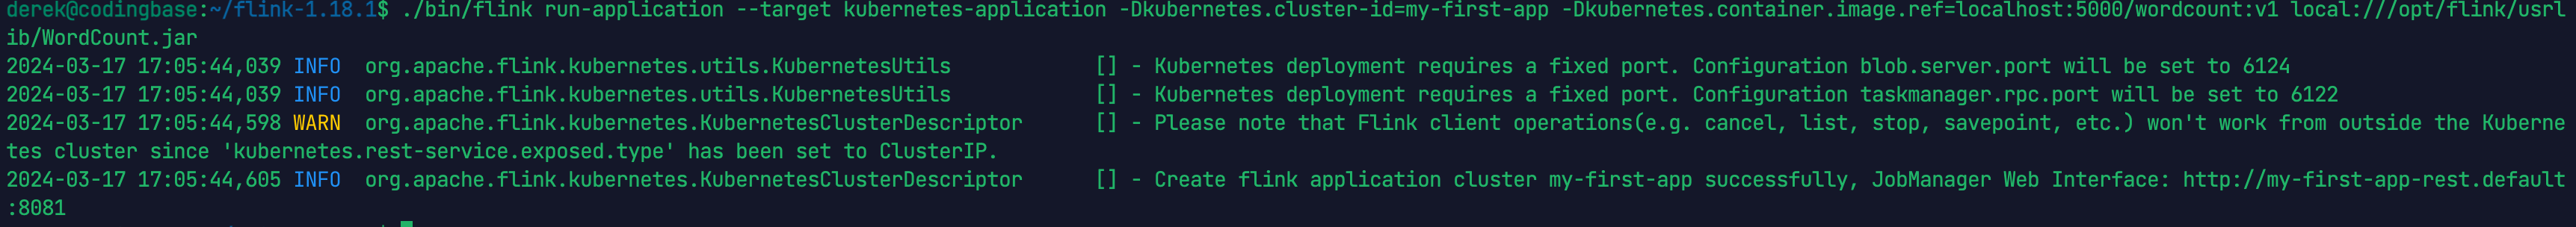 derek@codingbase:~/flink-1.18.1$ ./bin/flink run-application --target kubernetes-application -Dkubernetes.cluster-id=my-first-app -Dkubernetes.container.image.ref=localhost:5000/wordcount:v1 local:///opt/flink/usrl
ib/WordCount.jar
2024-03-17 17:05:44,039 INFO  org.apache.flink.kubernetes.utils.KubernetesUtils            [] - Kubernetes deployment requires a fixed port. Configuration blob.server.port will be set to 6124
2024-03-17 17:05:44,039 INFO  org.apache.flink.kubernetes.utils.KubernetesUtils            [] - Kubernetes deployment requires a fixed port. Configuration taskmanager.rpc.port will be set to 6122
2024-03-17 17:05:44,598 WARN  org.apache.flink.kubernetes.KubernetesClusterDescriptor      [] - Please note that Flink client operations(e.g. cancel, list, stop, savepoint, etc.) won't work from outside the Kuberne
tes cluster since 'kubernetes.rest-service.exposed.type' has been set to ClusterIP.
2024-03-17 17:05:44,605 INFO  org.apache.flink.kubernetes.KubernetesClusterDescriptor      [] - Create flink application cluster my-first-app successfully, JobManager Web Interface: http://my-first-app-rest.default
:8081